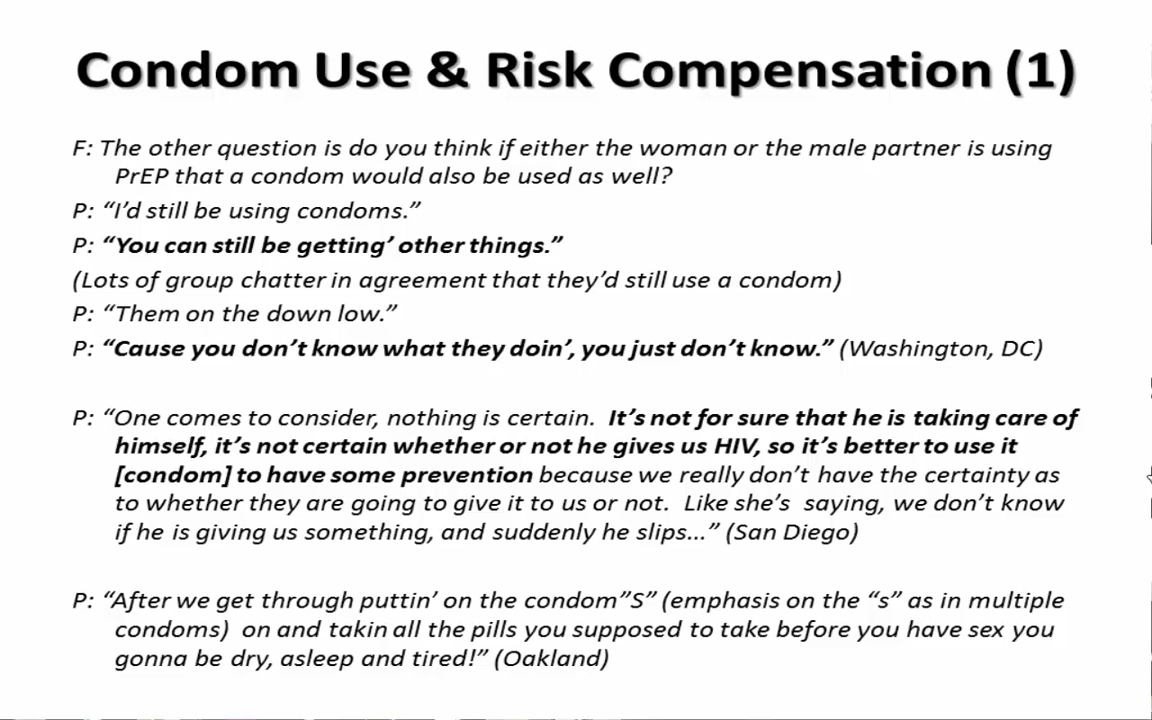 Condom Use & Risk Compensation (1)
F: The other question is do you think if either the woman or the male partner is using
PrEP that a condom would also be used as well?
P: “I’d still be using condoms.”
P: “You can still be getting’ other things.”
(Lots of group chatter in agreement that they’d still use a condom)
P: “Them on the down low.”
P: “Cause you don’t know what they doin’, you just don’t know.” (Washington, DC)
P: “One comes to consider, nothing is certain. It’s not for sure that he is taking care of
himself, it’s not certain whether or not he gives us HIV, so it’s better to use it
[condom] to have some prevention because we really don’t have the certainty as
to whether they are going to give it to us or not. Like she’s saying, we don’t know
if he is giving us something, and suddenly he slips…” (San Diego)
P: “After we get through puttin’ on the condom”S” (emphasis on the “s” as in multiple
condoms) on and takin all the pills you supposed to take before you have sex you
gonna be dry, asleep and tired!” (Oakland)